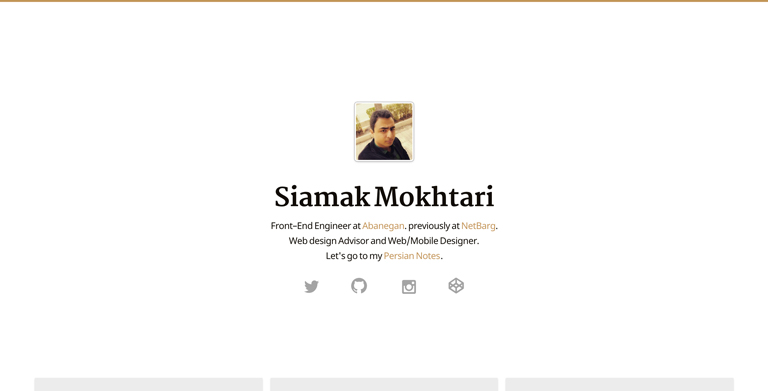 Siamak Mokhtari
Front-End Engineer at Abanegan. previously at NetBarg.
Web design Advisor and Web/Mobile Designer.
Let's go to my Persian Notes.